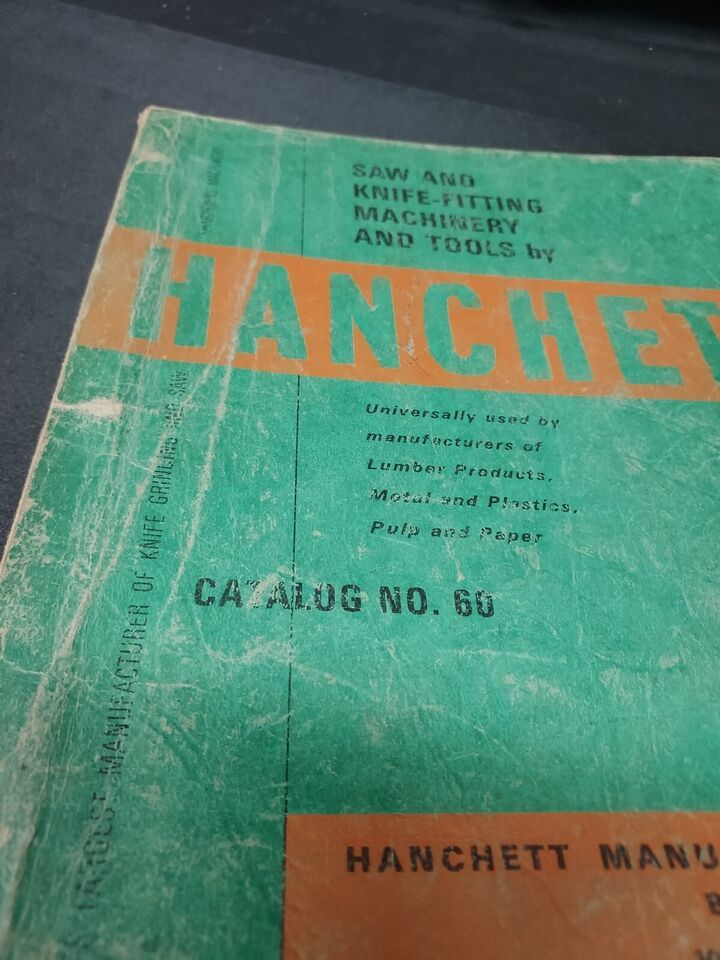 SAW AND
KNIFE-FITTING
MACHINERY
AND TOOLS by
HANCHET
Universally used by
manufacturers of
Lumber Products,
Metal and Plastics,
Pulp and Paper
CATALOG NO. 60
LARGEST MANUFACTURER OF KNIFE GRINDING AND SAW
HANCHETT MANU
B